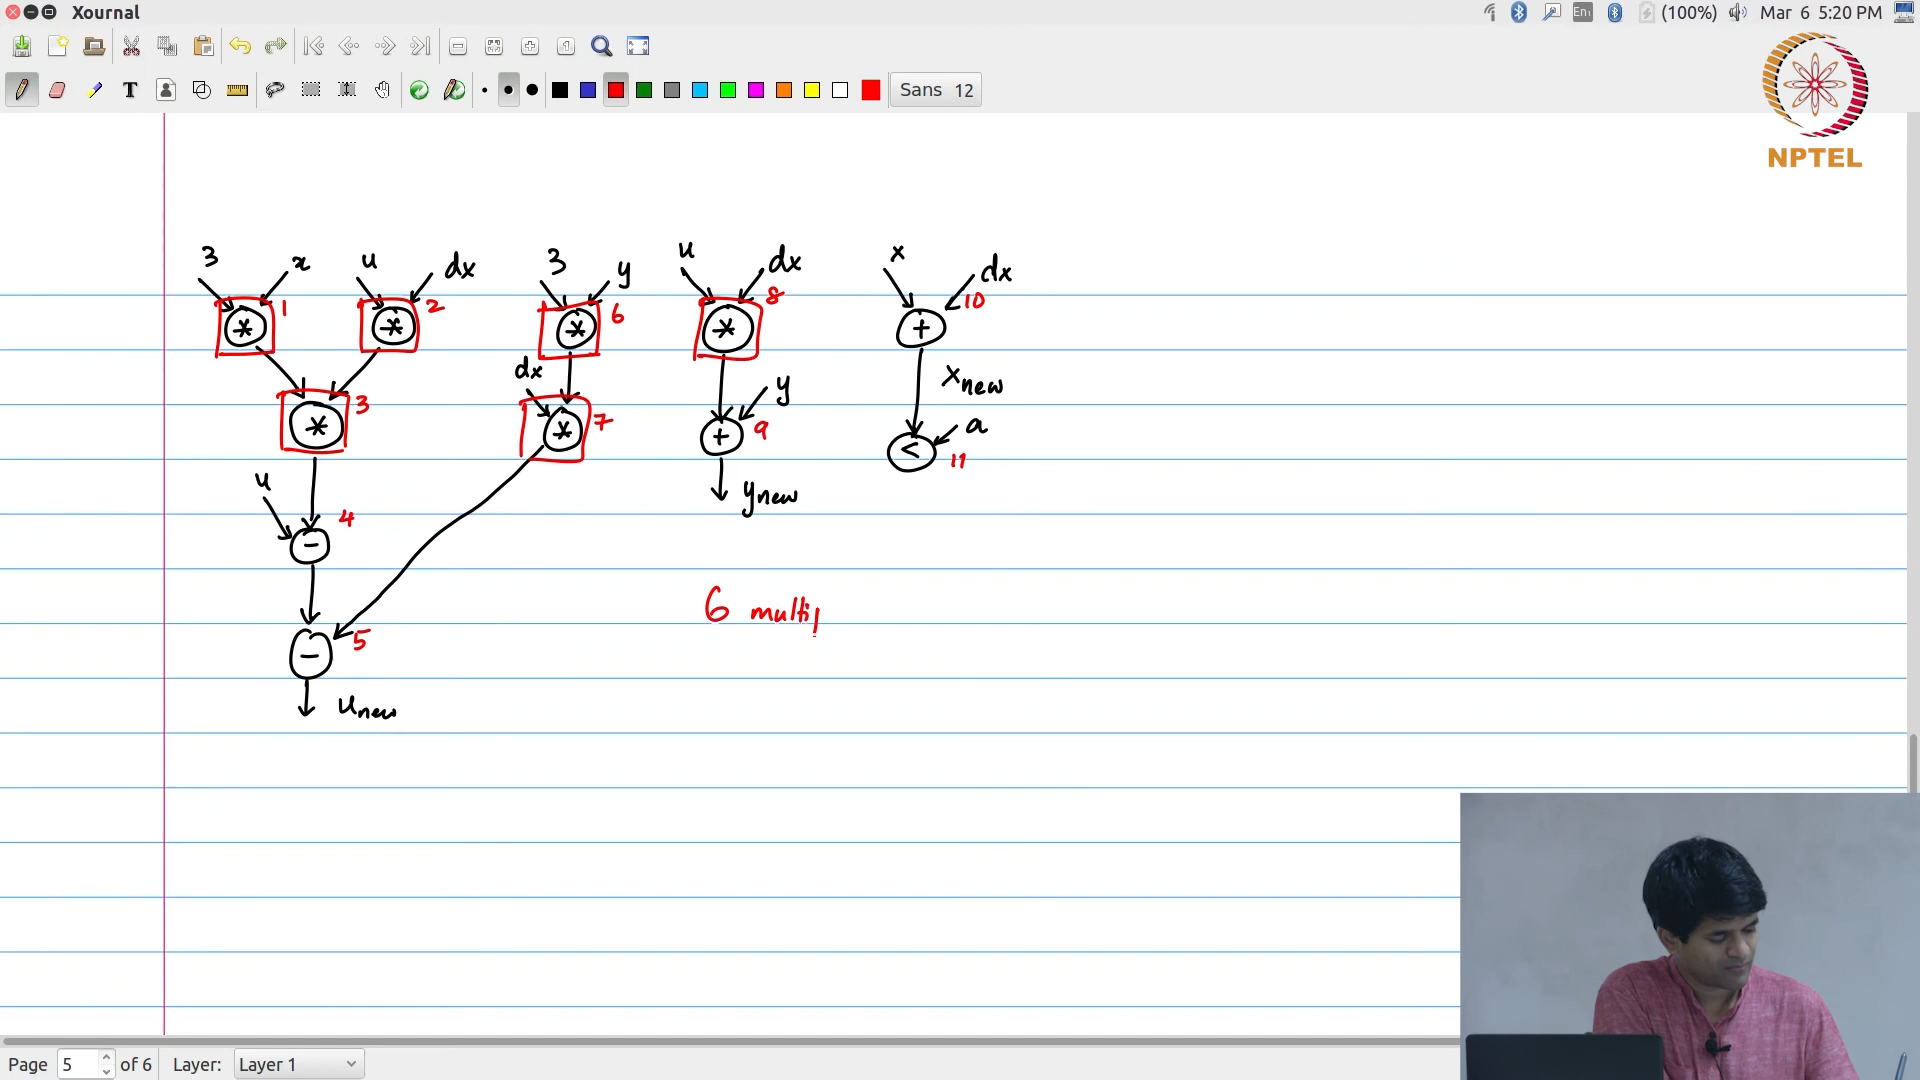 Xournal
(100%) Mar 6 5:20 PM
Sans 12
NPTEL
3 x u dx 3 y u dx x dx
* 1 * 2 * 6 * 8 + 10
dx y xnew
* 3 * 7 + 9 < 11 a
u ynew
- 4
6 multip
- 5
unew
Page 5 of 6 Layer: Layer 1